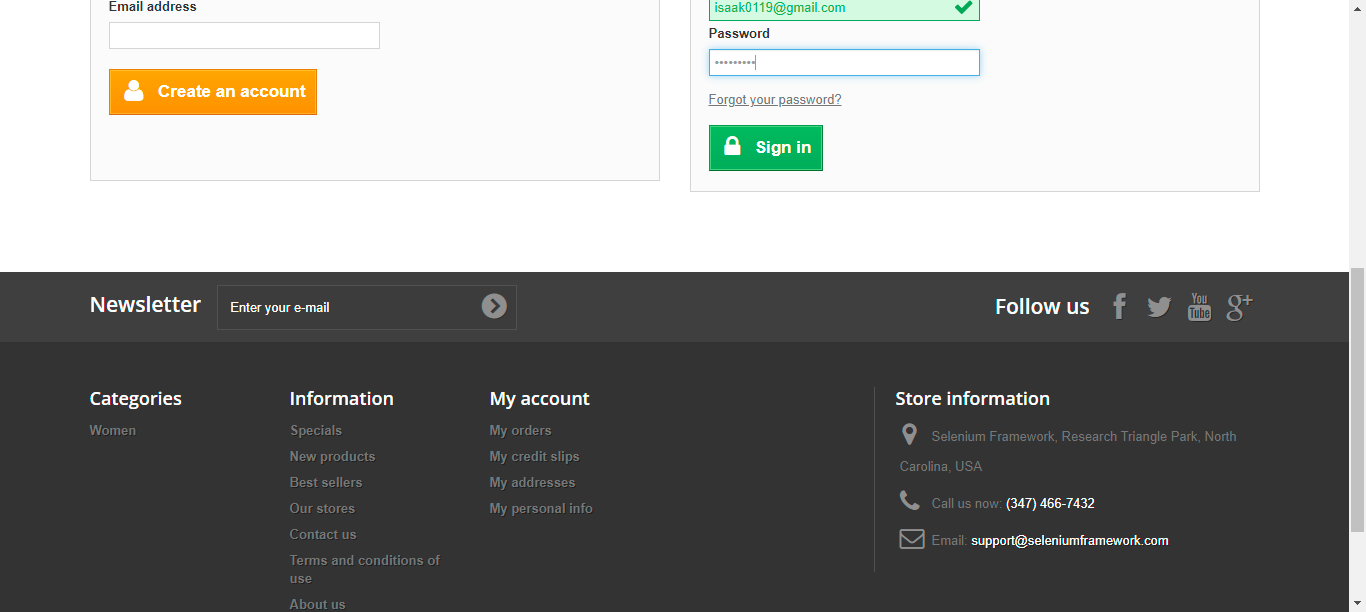 Email address
Create an account
isaak0119@gmail.com
Password
•••••••••
Forgot your password?
Sign in
Newsletter
Enter your e-mail
Follow us
You
Tube
g+
Categories
Women
Information
Specials
New products
Best sellers
Our stores
Contact us
Terms and conditions of
use
About us
My account
My orders
My credit slips
My addresses
My personal info
Store information
Selenium Framework, Research Triangle Park, North
Carolina, USA
Call us now: (347) 466-7432
Email: support@seleniumframework.com